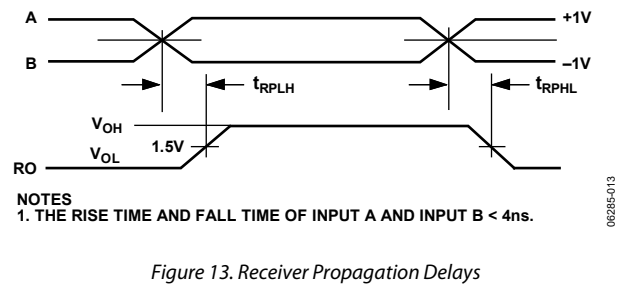 A
+1V
B
–1V
tRPLH
tRPHL
VOH
VOL
1.5V
RO
NOTES
1. THE RISE TIME AND FALL TIME OF INPUT A AND INPUT B < 4ns.
06285-013
Figure 13. Receiver Propagation Delays